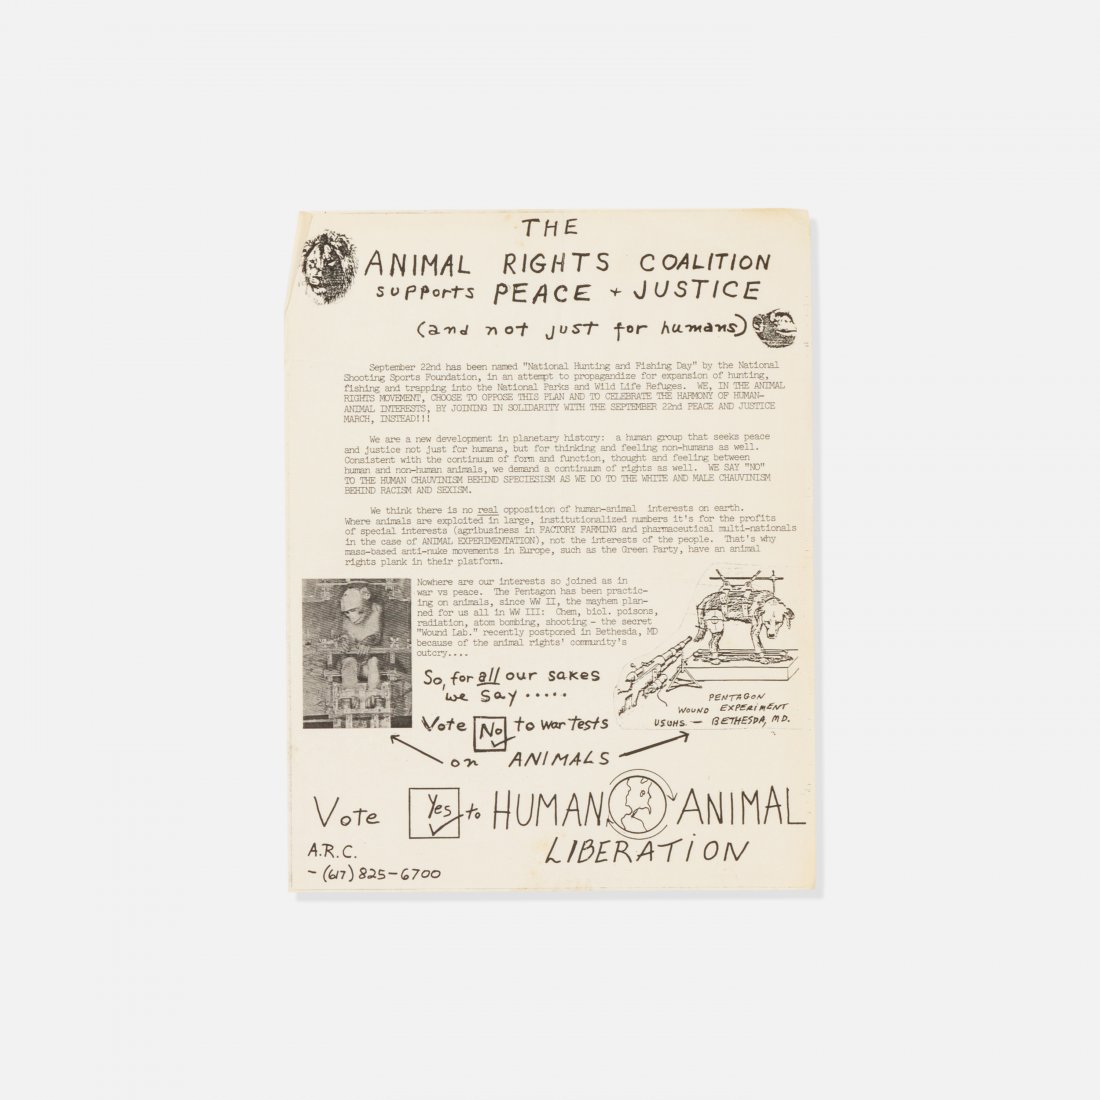 THE
ANIMAL RIGHTS COALITION
supports PEACE + JUSTICE
(and not just for humans)
September 22nd has been named "National Hunting and Fishing Day" by the National
Shooting Sports Foundation, in an attempt to propagandize for expansion of hunting,
fishing and trapping into the National Parks and Wild Life Refuges. WE, IN THE ANIMAL
RIGHTS MOVEMENT, CHOOSE TO OPPOSE THIS PLAN AND TO CELEBRATE THE HARMONY OF HUMAN-
ANIMAL INTERESTS, BY JOINING IN SOLIDARITY WITH THE SEPTEMBER 22nd PEACE AND JUSTICE
MARCH, INSTEAD!!!
We are a new development in planetary history: a human group that seeks peace
and justice not just for humans, but for thinking and feeling non-humans as well.
Consistent with the continuum of form and function, thought and feeling between
human and non-human animals, we demand a continuum of rights as well. WE SAY "NO"
TO THE HUMAN CHAUVINISM BEHIND SPECIESISM AS WE DO TO THE WHITE AND MALE CHAUVINISM
BEHIND RACISM AND SEXISM.
We think there is no real opposition of human-animal interests on earth.
Where animals are exploited in large, institutionalized numbers it's for the profits
of special interests (agribusiness in FACTORY FARMING and pharmaceutical multi-nationals
in the case of ANIMAL EXPERIMENTATION), not the interests of the people. That's why
mass-based anti-nuke movements in Europe, such as the Green Party, have an animal
rights plank in their platform.
Nowhere are our interests so joined as in
war vs peace. The Pentagon has been practic-
ing on animals, since WW II, the mayhem plan-
ned for us all in WW III: Chem, biol. poisons,
radiation, atom bombing, shooting - the secret
"Wound Lab." recently postponed in Bethesda, MD
because of the animal rights' community's
outcry....
So, for all our sakes
we say.....
Vote No to war tests
on ANIMALS
PENTAGON
WOUND EXPERIMENT
USUHS - BETHESDA, MD.
Vote Yes to HUMAN ANIMAL
LIBERATION
A.R.C.
- (617) 825-6700